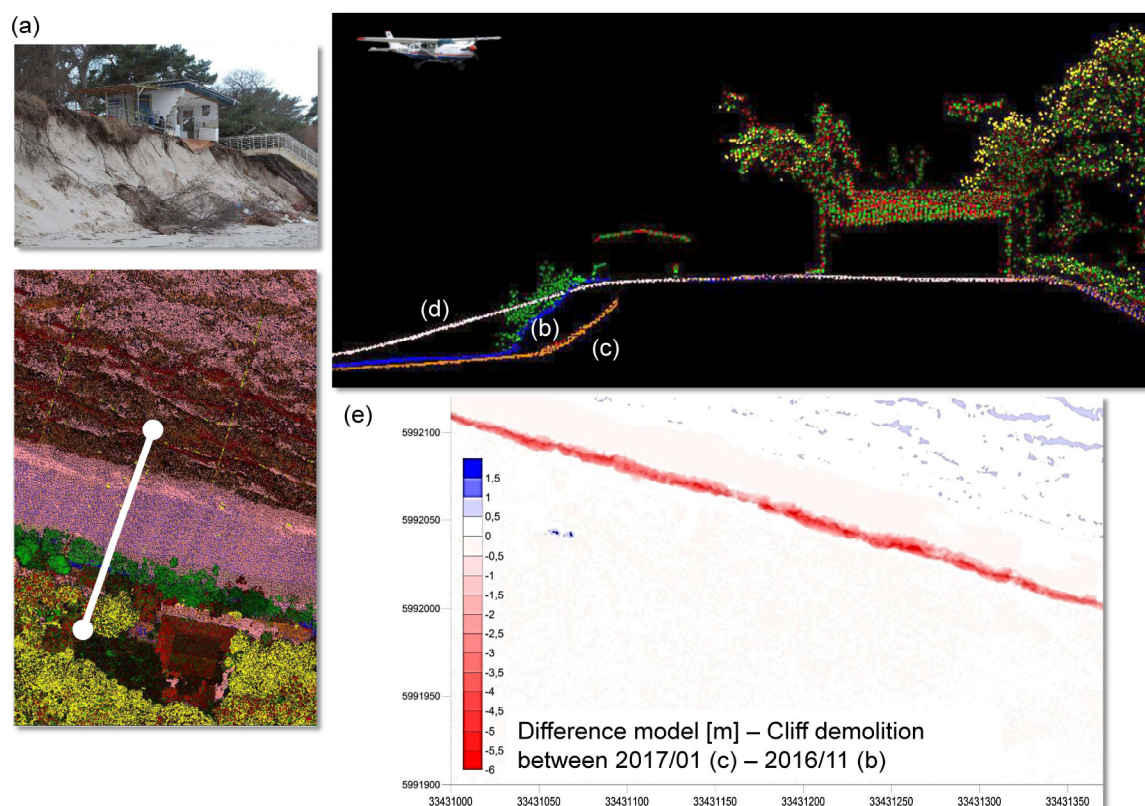 (a)
(d)
(b)
(c)
(e)
5992100
5992050
5992000
5991950
5991900
1,5
1
0,5
0
-0,5
-1
-1,5
-2
-2,5
-3
-3,5
-4
-4,5
-5
-5,5
-6
Difference model [m] – Cliff demolition
between 2017/01 (c) – 2016/11 (b)
33431000 33431050 33431100 33431150 33431200 33431250 33431300 33431350